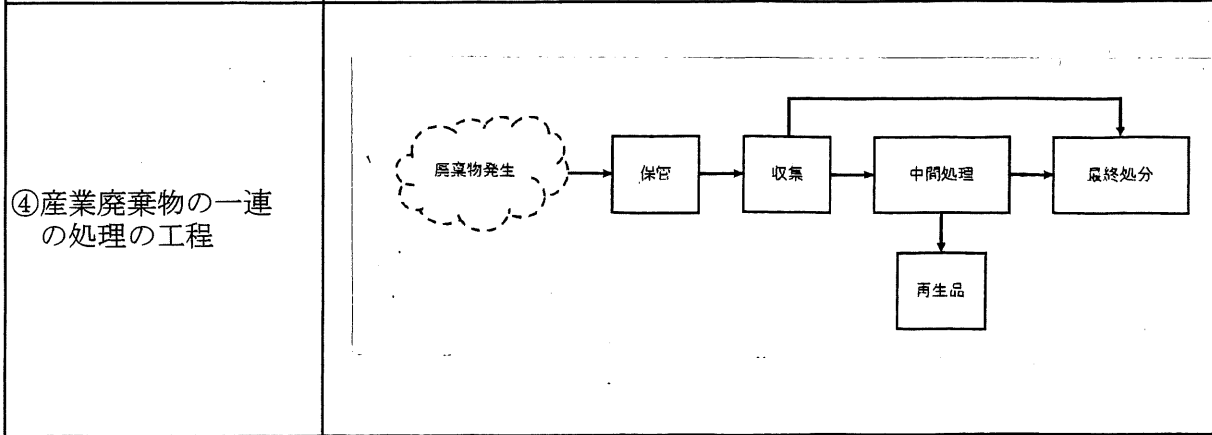 ④産業廃棄物の一連
の処理の工程
廃棄物発生
保管
収集
中間処理
最終処分
再生品